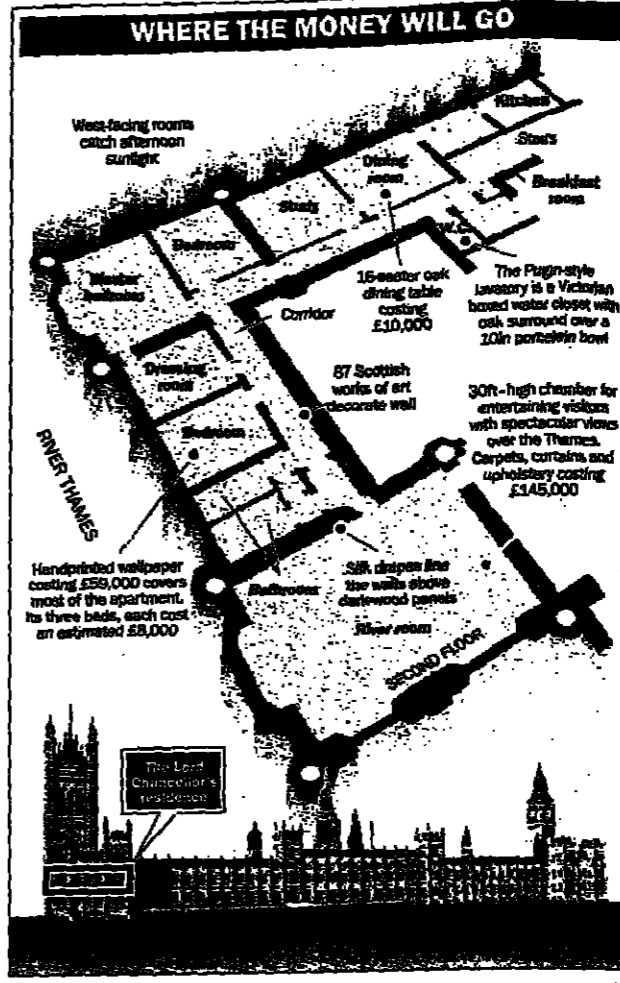 WHERE THE MONEY WILL GO
West-facing rooms
catch afternoon
sunlight
Kitchen
Stairs
Dining
room
Breakfast
room
Study
W.C.
Bedroom
Master
bedroom
16-seater oak
dining table
costing
£10,000
The Pugin-style
lavatory is a Victorian
boxed water closet with
oak surround over a
10in porcelain bowl
Corridor
Dressing
room
87 Scottish
works of art
decorate wall
30ft-high chamber for
entertaining visitors
with spectacular views
over the Thames.
Carpets, curtains and
upholstery costing
£145,000
Bedroom
RIVER THAMES
Handprinted wallpaper
costing £59,000 covers
most of the apartment.
Its three beds, each cost
an estimated £8,000
Bathrooms
Silk drapes line
the walls above
darkwood panels
River room
SECOND FLOOR
The Lord
Chancellor's
residence